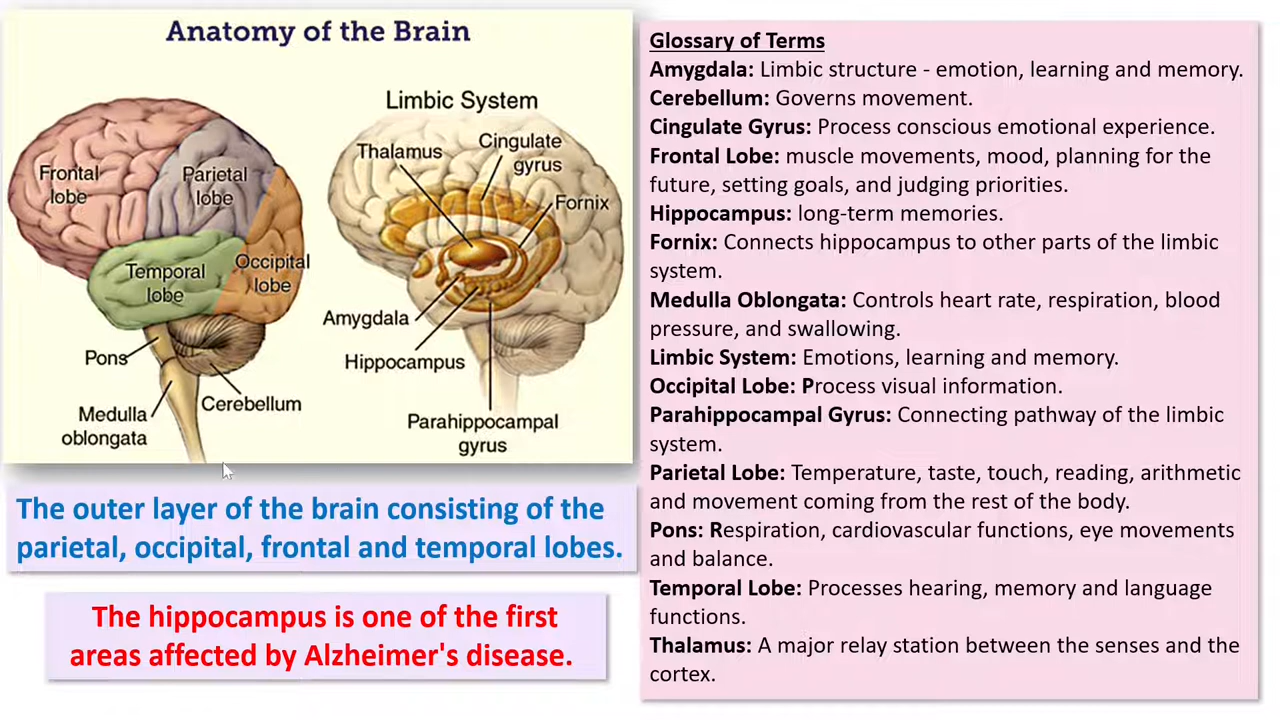 Anatomy of the Brain
Frontal
lobe
Parietal
lobe
Temporal
lobe
Occipital
lobe
Pons
Medulla
oblongata
Cerebellum
Limbic System
Thalamus
Cingulate
gyrus
Fornix
Amygdala
Hippocampus
Parahippocampal
gyrus
The outer layer of the brain consisting of the
parietal, occipital, frontal and temporal lobes.
The hippocampus is one of the first
areas affected by Alzheimer's disease.
Glossary of Terms
Amygdala: Limbic structure - emotion, learning and memory.
Cerebellum: Governs movement.
Cingulate Gyrus: Process conscious emotional experience.
Frontal Lobe: muscle movements, mood, planning for the
future, setting goals, and judging priorities.
Hippocampus: long-term memories.
Fornix: Connects hippocampus to other parts of the limbic
system.
Medulla Oblongata: Controls heart rate, respiration, blood
pressure, and swallowing.
Limbic System: Emotions, learning and memory.
Occipital Lobe: Process visual information.
Parahippocampal Gyrus: Connecting pathway of the limbic
system.
Parietal Lobe: Temperature, taste, touch, reading, arithmetic
and movement coming from the rest of the body.
Pons: Respiration, cardiovascular functions, eye movements
and balance.
Temporal Lobe: Processes hearing, memory and language
functions.
Thalamus: A major relay station between the senses and the
cortex.